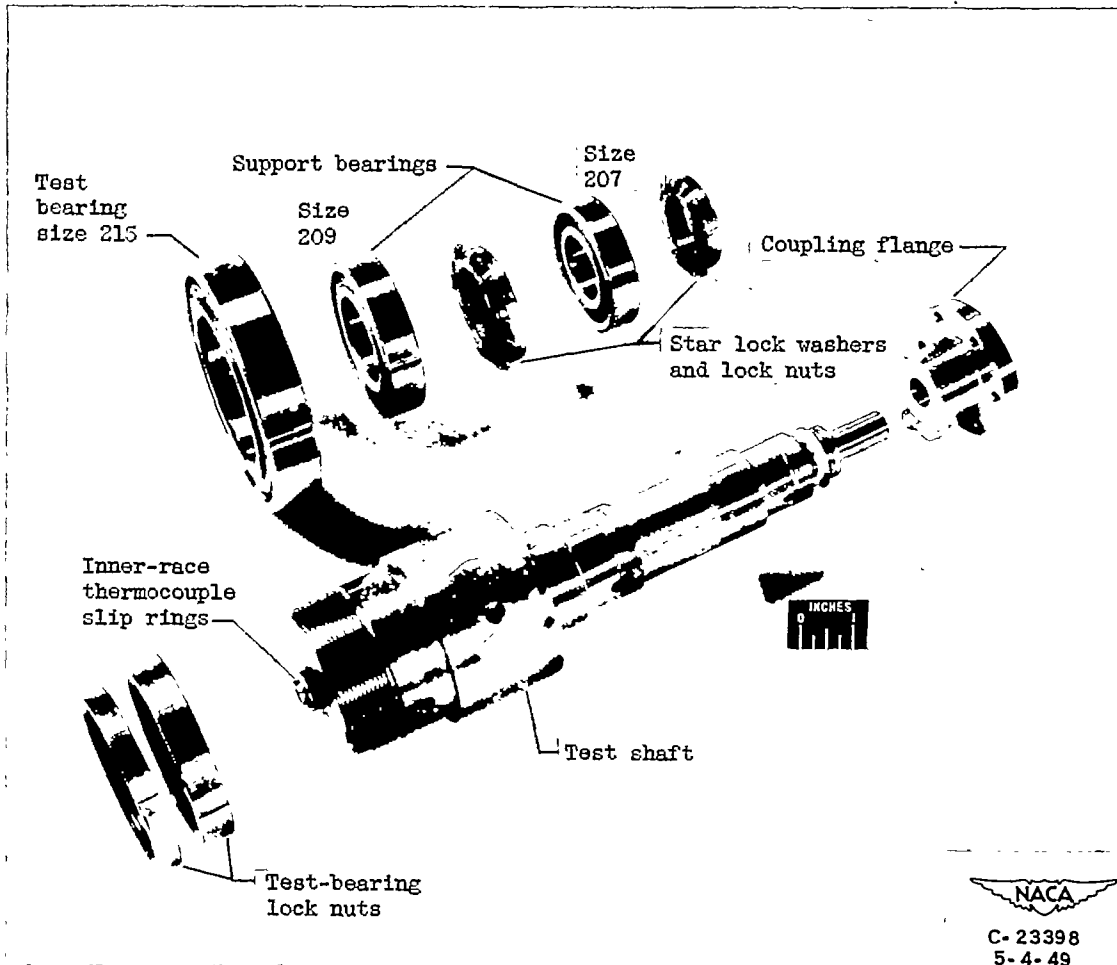 Support bearings
Size
207
Test
bearing
size 215
Size
209
Coupling flange
Star lock washers
and lock nuts
Inner-race
thermocouple
slip rings
INCHES
0 1
Test shaft
Test-bearing
lock nuts
NACA
C-23398
5-4-49